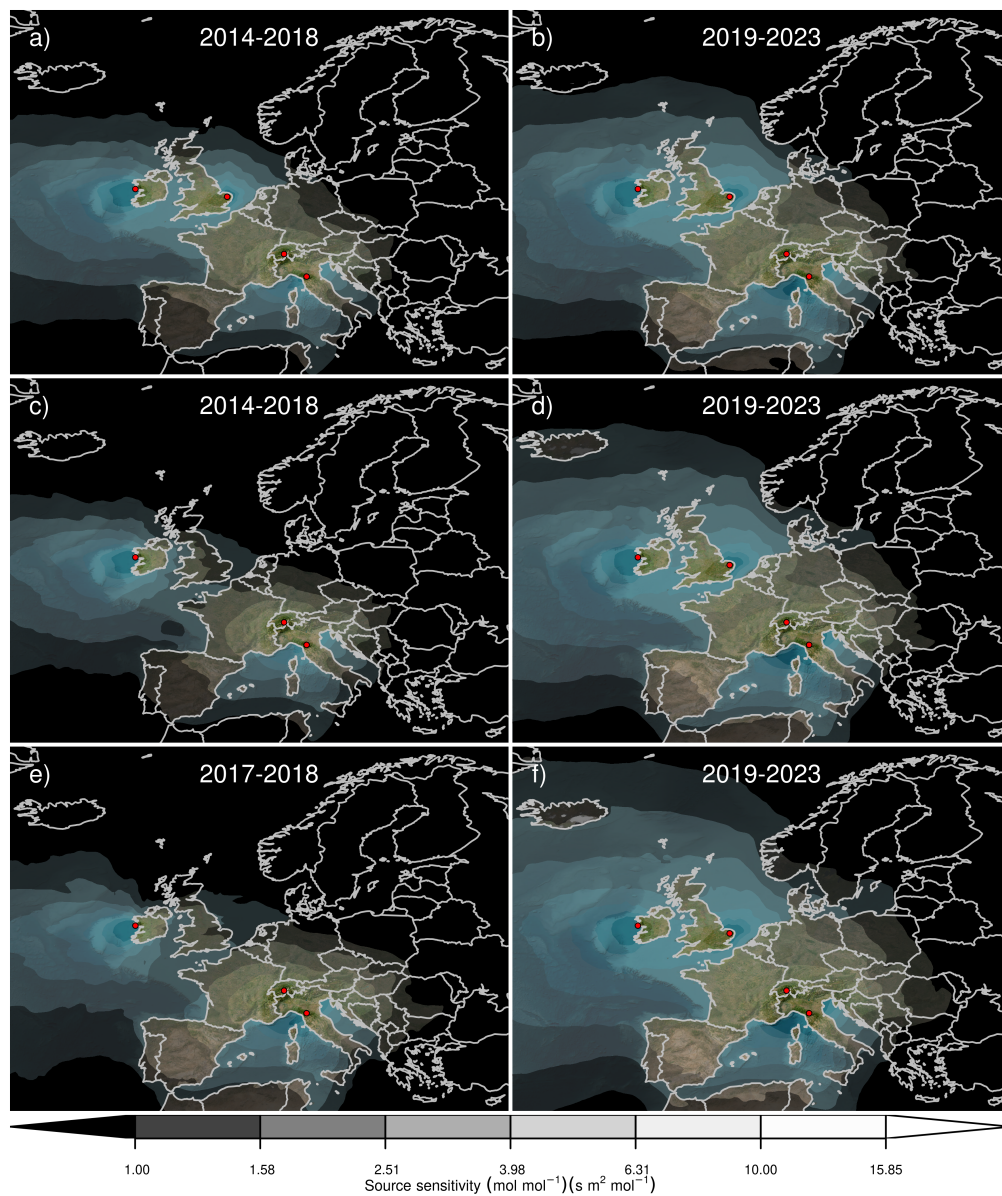 a) 2014-2018
b) 2019-2023
c) 2014-2018
d) 2019-2023
e) 2017-2018
f) 2019-2023
1.00 1.58 2.51 3.98 6.31 10.00 15.85
Source sensitivity (mol mol⁻¹)(s m² mol⁻¹)